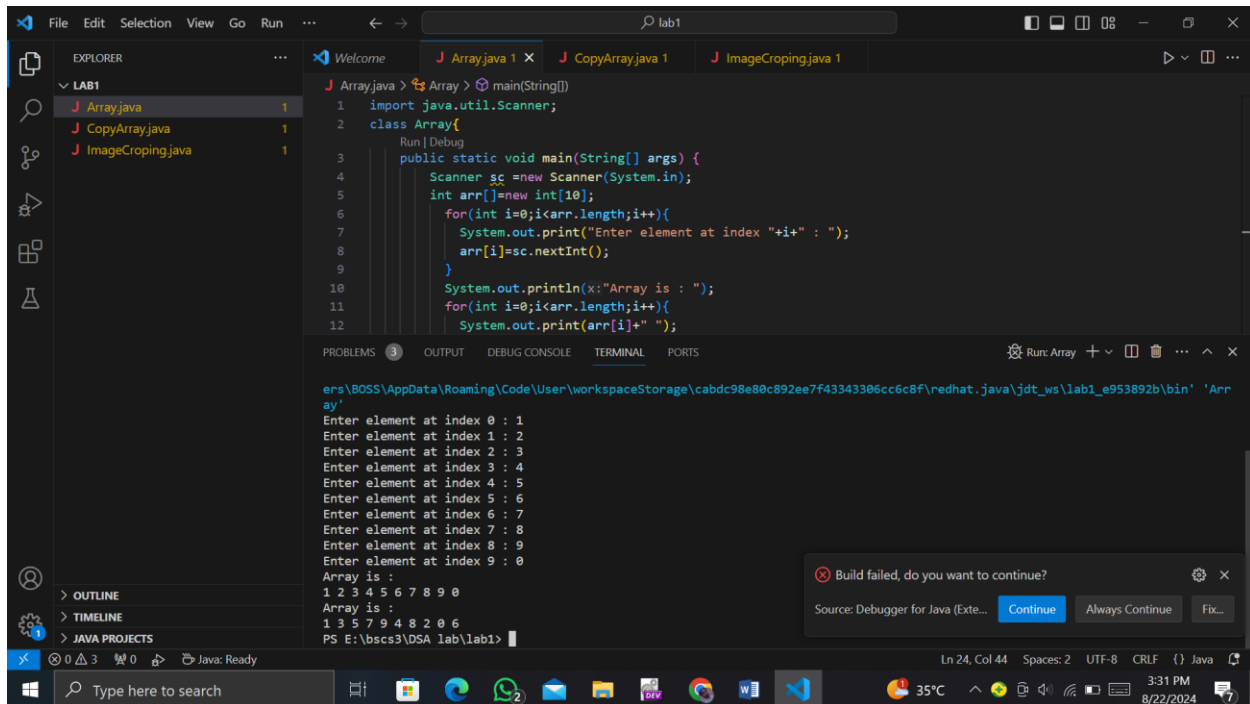 File Edit Selection View Go Run ··· lab1
EXPLORER ···
LAB1
J Array.java 1
J CopyArray.java 1
J ImageCroping.java 1
OUTLINE
TIMELINE
JAVA PROJECTS
Welcome J Array.java 1 J CopyArray.java 1 J ImageCroping.java 1
J Array.java > Array > main(String[])
1 import java.util.Scanner;
2 class Array{
Run | Debug
3 public static void main(String[] args) {
4 Scanner sc =new Scanner(System.in);
5 int arr[]=new int[10];
6 for(int i=0;i<arr.length;i++){
7 System.out.print("Enter element at index "+i+" : ");
8 arr[i]=sc.nextInt();
9 }
10 System.out.println(x:"Array is : ");
11 for(int i=0;i<arr.length;i++){
12 System.out.print(arr[i]+" ");
PROBLEMS 3 OUTPUT DEBUG CONSOLE TERMINAL PORTS Run: Array
ers\BOSS\AppData\Roaming\Code\User\workspaceStorage\cabdc98e80c892ee7f43343306cc6c8f\redhat.java\jdt_ws\lab1_e953892b\bin' 'Arr
ay'
Enter element at index 0 : 1
Enter element at index 1 : 2
Enter element at index 2 : 3
Enter element at index 3 : 4
Enter element at index 4 : 5
Enter element at index 5 : 6
Enter element at index 6 : 7
Enter element at index 7 : 8
Enter element at index 8 : 9
Enter element at index 9 : 0
Array is :
1 2 3 4 5 6 7 8 9 0
Array is :
1 3 5 7 9 4 8 2 0 6
PS E:\bscs3\DSA lab\lab1>
Build failed, do you want to continue?
Source: Debugger for Java (Exte... Continue Always Continue Fix...
1
0 3 0 Java: Ready Ln 24, Col 44 Spaces: 2 UTF-8 CRLF {} Java
Type here to search 2 DEV 35°C 3:31 PM
8/22/2024 7